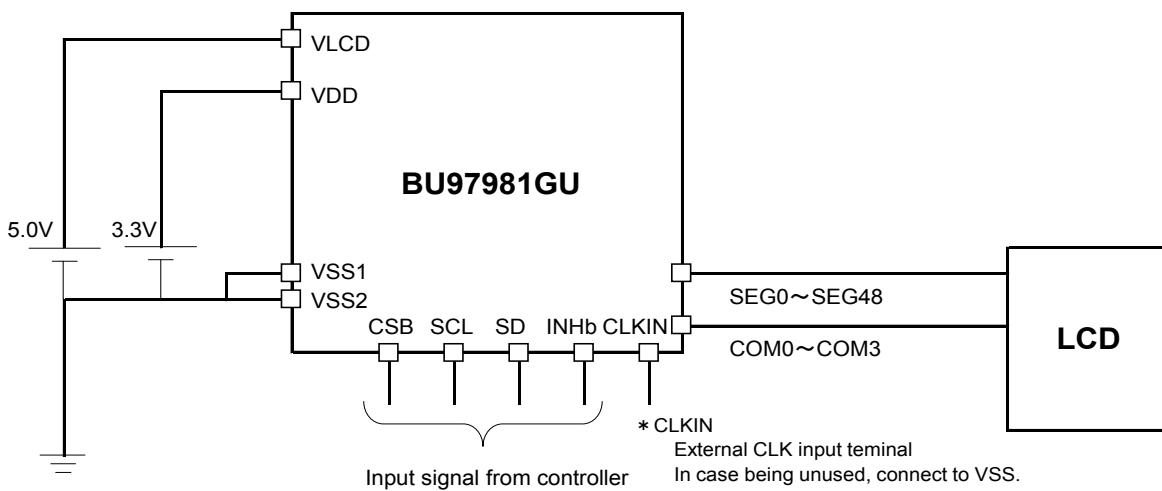 VLCD
VDD
BU97981GU
5.0V
3.3V
VSS1
VSS2
SEG0～SEG48
COM0～COM3
LCD
CSB SCL SD INHb CLKIN
＊CLKIN
External CLK input teminal
In case being unused, connect to VSS.
Input signal from controller